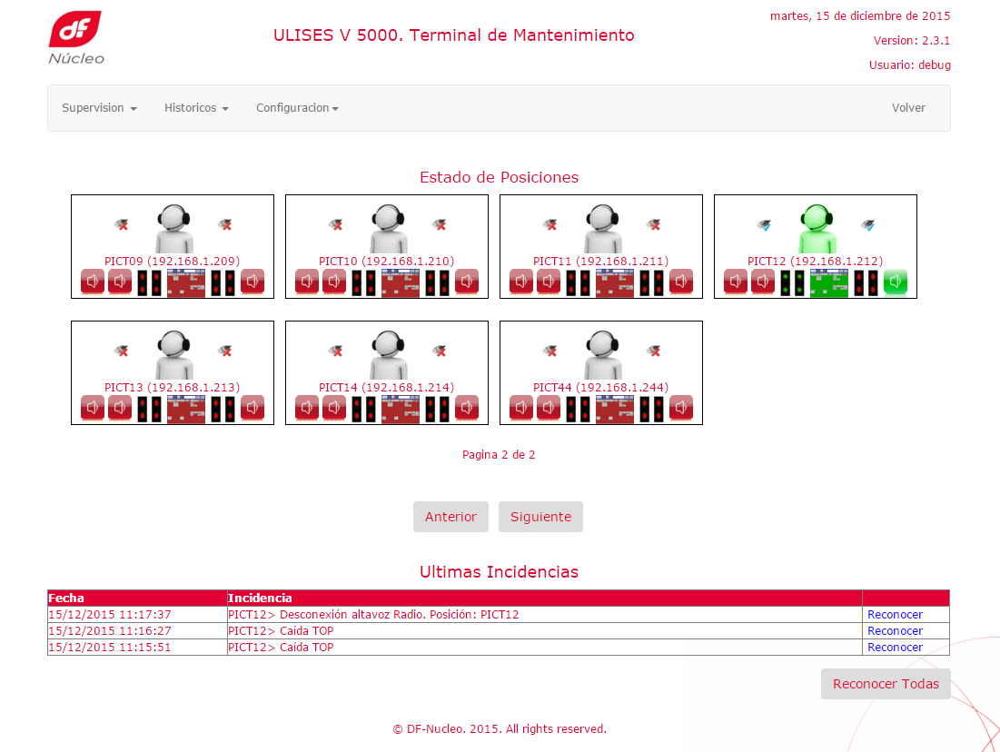 df
Núcleo
ULISES V 5000. Terminal de Mantenimiento
martes, 15 de diciembre de 2015
Version: 2.3.1
Usuario: debug
Supervision
Historicos
Configuracion
Volver
Estado de Posiciones
PICT09 (192.168.1.209)
PICT10 (192.168.1.210)
PICT11 (192.168.1.211)
PICT12 (192.168.1.212)
PICT13 (192.168.1.213)
PICT14 (192.168.1.214)
PICT44 (192.168.1.244)
Pagina 2 de 2
Anterior
Siguiente
Ultimas Incidencias
Fecha Incidencia
15/12/2015 11:17:37 PICT12> Desconexión altavoz Radio. Posición: PICT12 Reconocer
15/12/2015 11:16:27 PICT12> Caída TOP Reconocer
15/12/2015 11:15:51 PICT12> Caída TOP Reconocer
Reconocer Todas
© DF-Nucleo. 2015. All rights reserved.